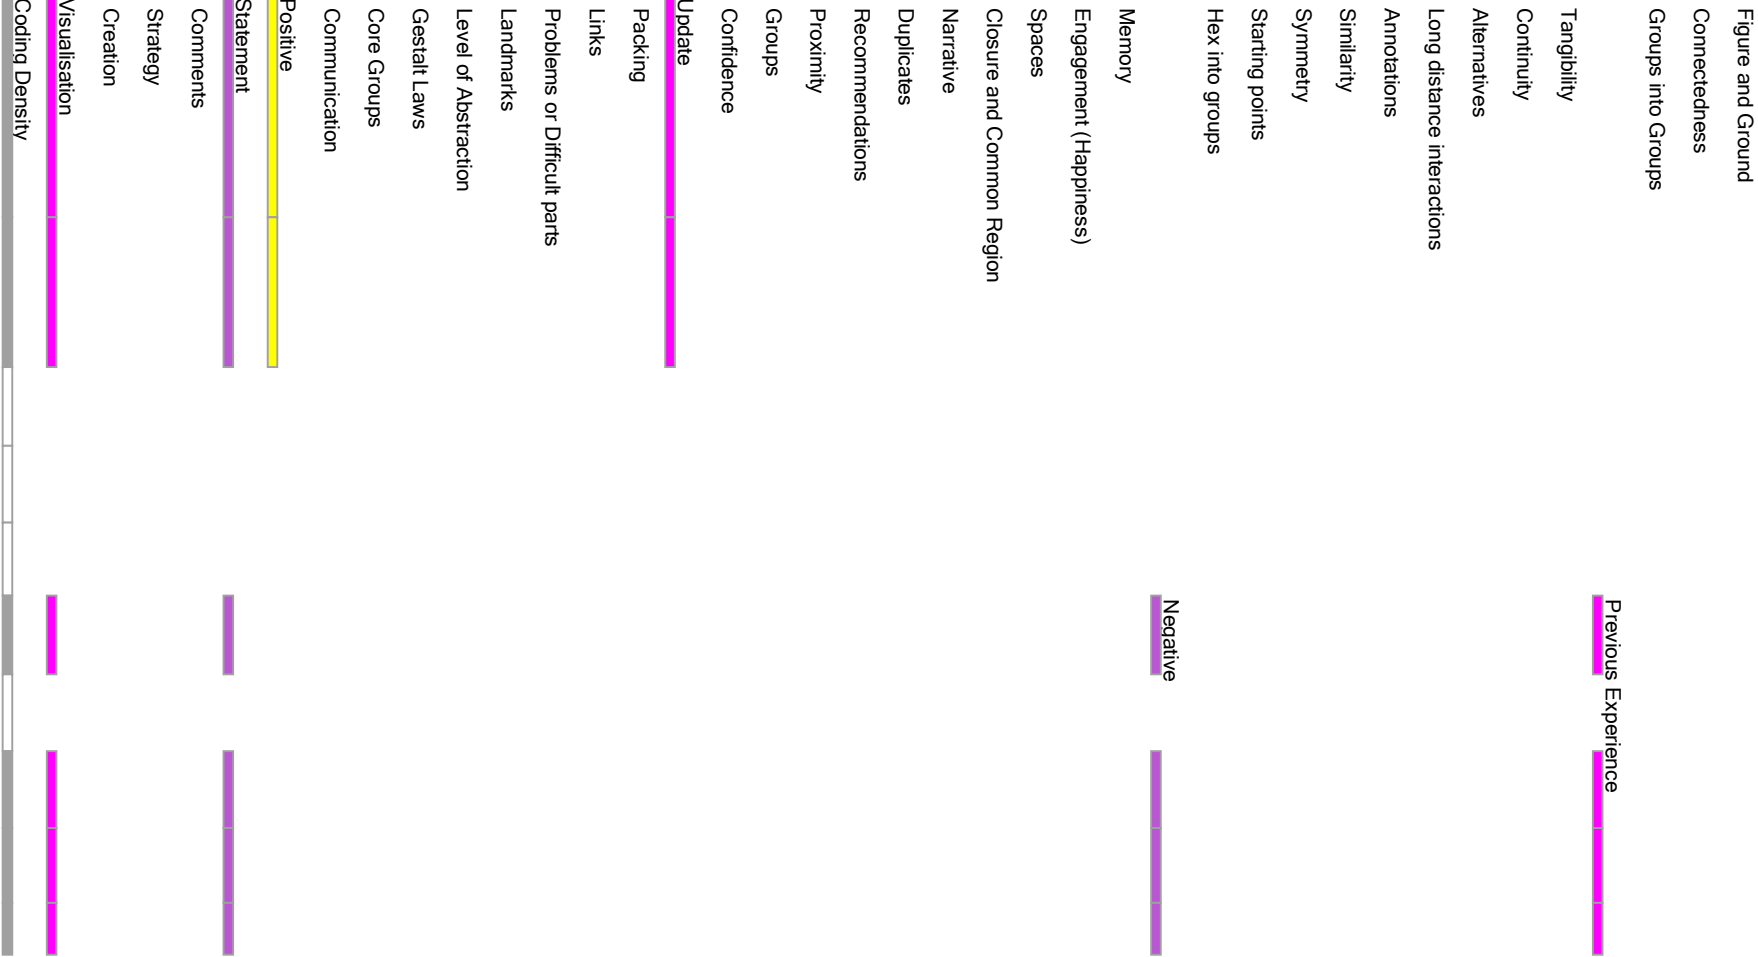 Coding Density
Visualisation
Creation
Strategy
Comments
Statement
Positive
Communication
Core Groups
Gestalt Laws
Level of Abstraction
Landmarks
Problems or Difficult parts
Links
Packing
Update
Confidence
Groups
Proximity
Recommendations
Duplicates
Narrative
Closure and Common Region
Spaces
Engagement (Happiness)
Memory
Negative
Hex into groups
Starting points
Symmetry
Similarity
Annotations
Long distance interactions
Alternatives
Continuity
Tangibility
Previous Experience
Groups into Groups
Connectedness
Figure and Ground